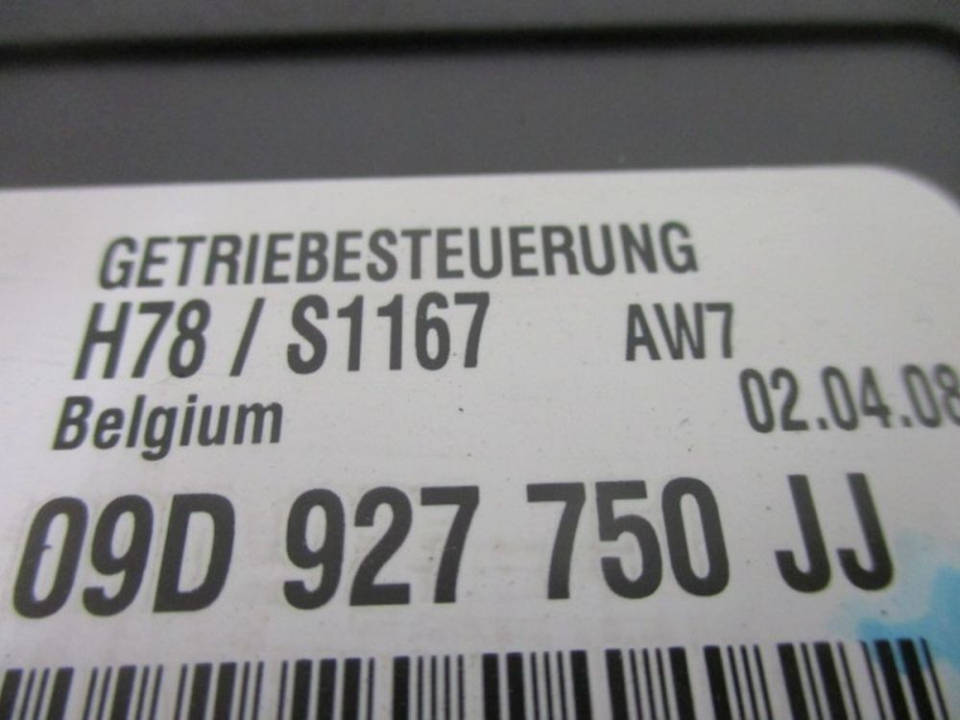 GETRIEBESTEUERUNG
H78 / S1167 AW7
Belgium 02.04.08
09D 927 750 JJ